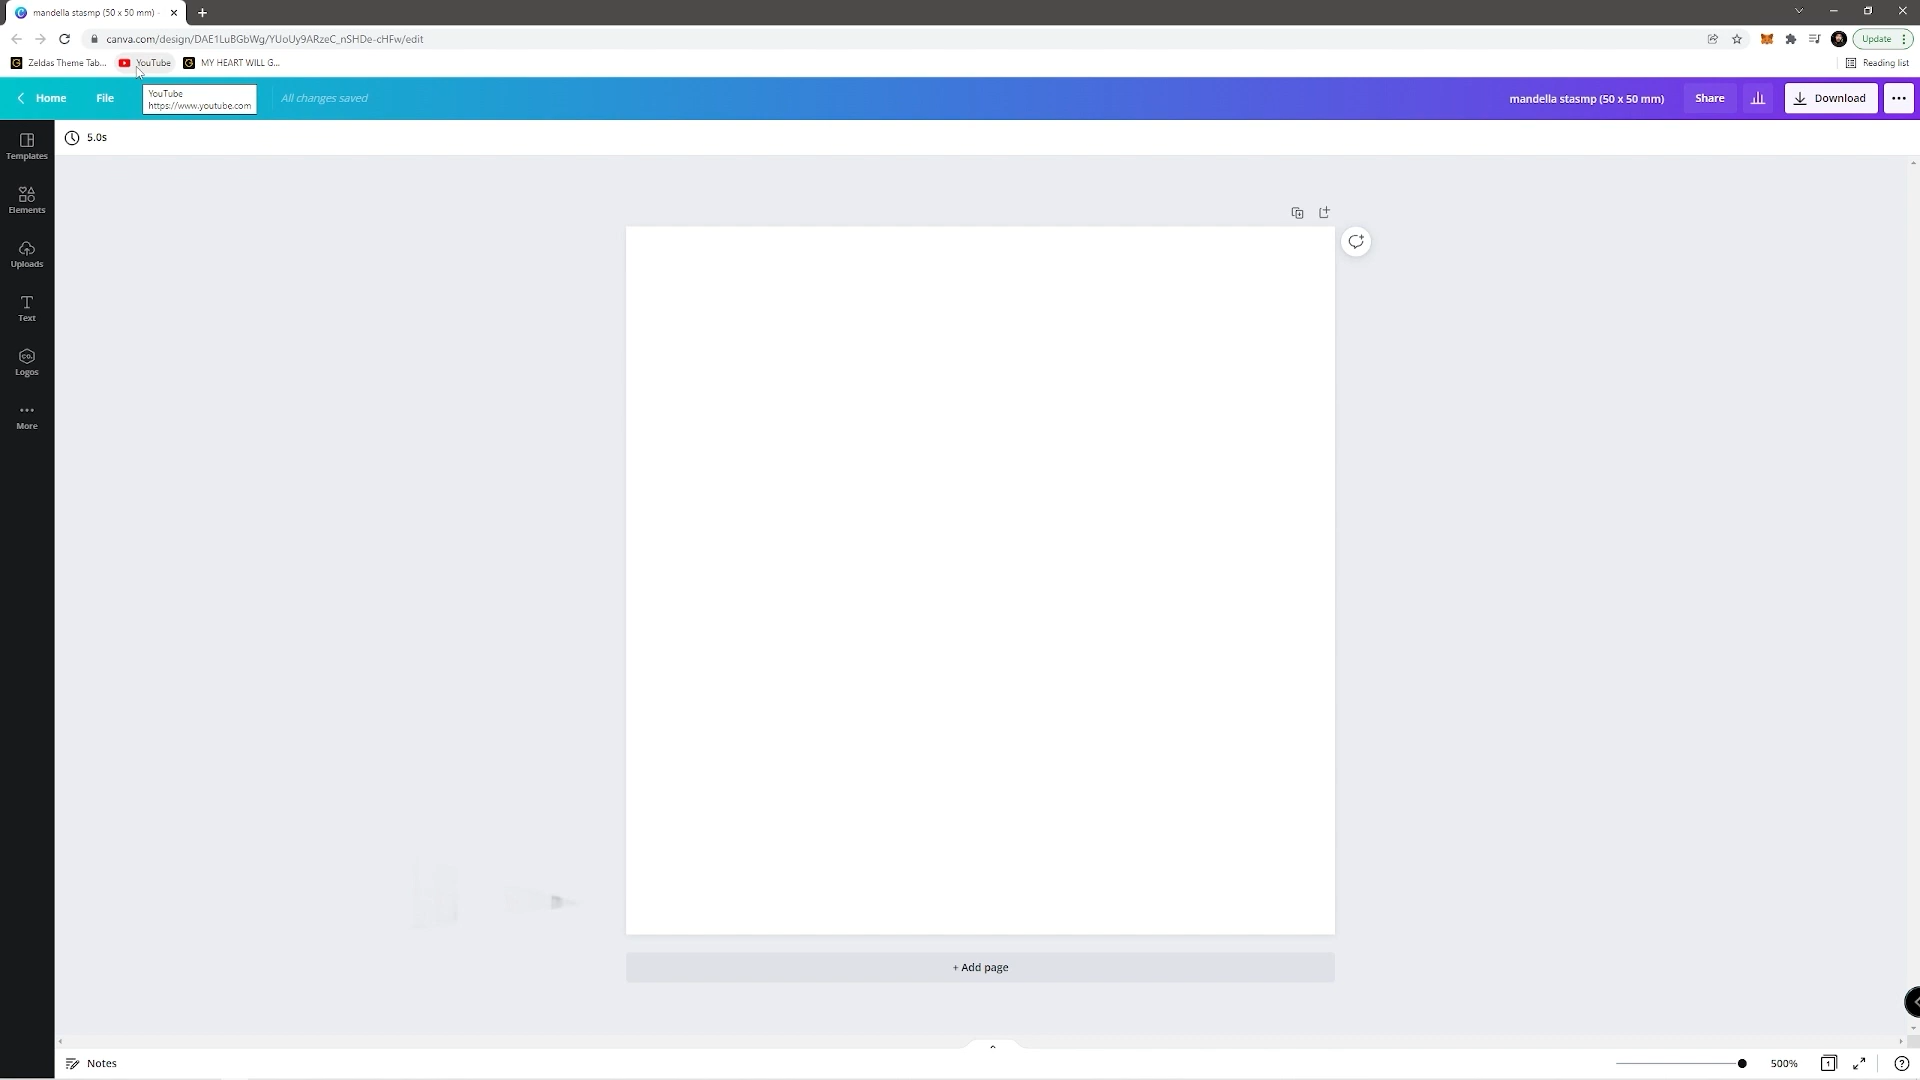 mandella stasmp (50 x 50 mm) -
canva.com/design/DAE1LuBGbWg/YUoUy9ARzeC_nSHDe-cHFw/edit
Update
Zeldas Theme Tab...
YouTube
MY HEART WILL G...
Reading list
Home
File
YouTube
https://www.youtube.com
All changes saved
mandella stasmp (50 x 50 mm)
Share
Download
5.0s
Templates
Elements
Uploads
Text
CO.
Logos
More
+ Add page
Notes
500%
1